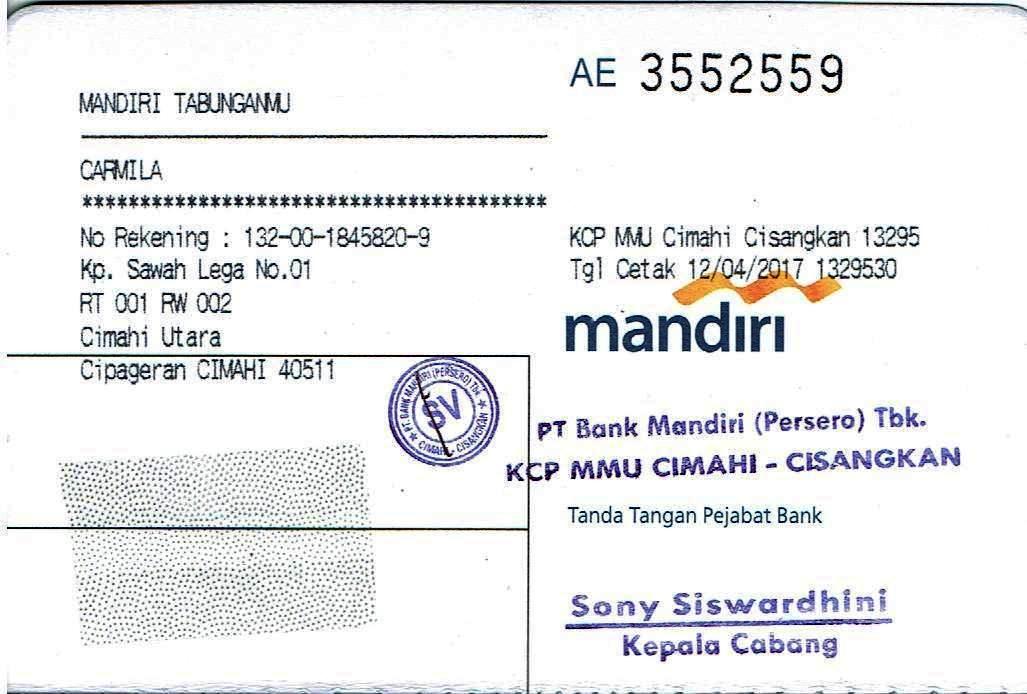 AE 3552559
MANDIRI TABUNGANMU
CARMILA
****************************************
No Rekening : 132-00-1845820-9
Kp. Sawah Lega No.01
RT 001 RW 002
Cimahi Utara
Cipageran CIMAHI 40511
KCP MMU Cimahi Cisangkan 13295
Tgl Cetak 12/04/2017 1329530
mandiri
PT BANK MANDIRI (PERSERO) Tbk
SV
CIMAHI - CISANGKAN
PT Bank Mandiri (Persero) Tbk.
KCP MMU CIMAHI - CISANGKAN
Tanda Tangan Pejabat Bank
Sony Siswardhini
Kepala Cabang